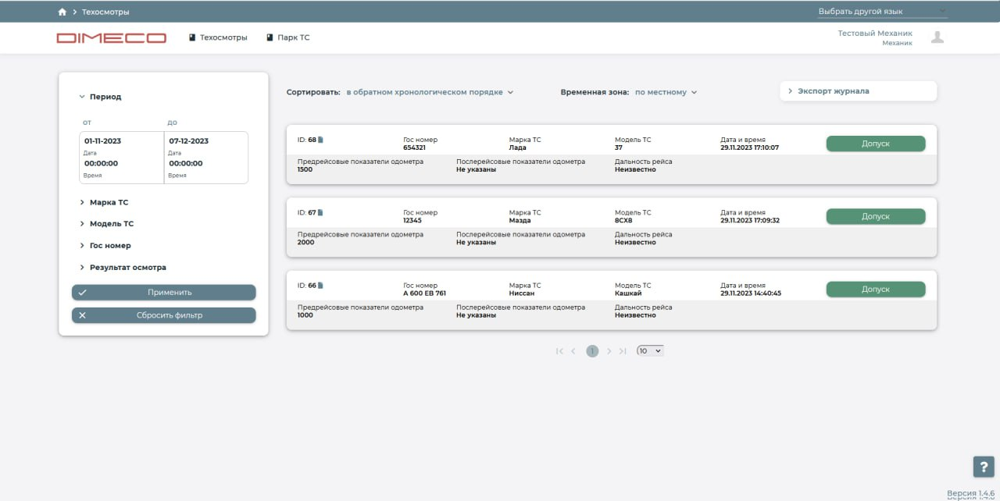 Техосмотры
Выбрать другой язык
DIMECO
Техосмотры
Парк ТС
Тестовый Механик
Механик
Период
от
до
01-11-2023
07-12-2023
Дата
Дата
00:00:00
00:00:00
Время
Время
Марка ТС
Модель ТС
Гос номер
Результат осмотра
Применить
Сбросить фильтр
Сортировать: в обратном хронологическом порядке
Временная зона: по местному
Экспорт журнала
ID: 68
Гос номер
654321
Марка ТС
Лада
Модель ТС
37
Дата и время
29.11.2023 17:10:07
Допуск
Предрейсовые показатели одометра
1500
Послерейсовые показатели одометра
Не указаны
Дальность рейса
Неизвестно
ID: 67
Гос номер
12345
Марка ТС
Мазда
Модель ТС
8СХ8
Дата и время
29.11.2023 17:09:32
Допуск
Предрейсовые показатели одометра
2000
Послерейсовые показатели одометра
Не указаны
Дальность рейса
Неизвестно
ID: 66
Гос номер
А 600 ЕВ 761
Марка ТС
Ниссан
Модель ТС
Кашкай
Дата и время
29.11.2023 14:40:45
Допуск
Предрейсовые показатели одометра
1000
Послерейсовые показатели одометра
Не указаны
Дальность рейса
Неизвестно
1
10
?
Версия 1.4.6
Версия 1.4.6